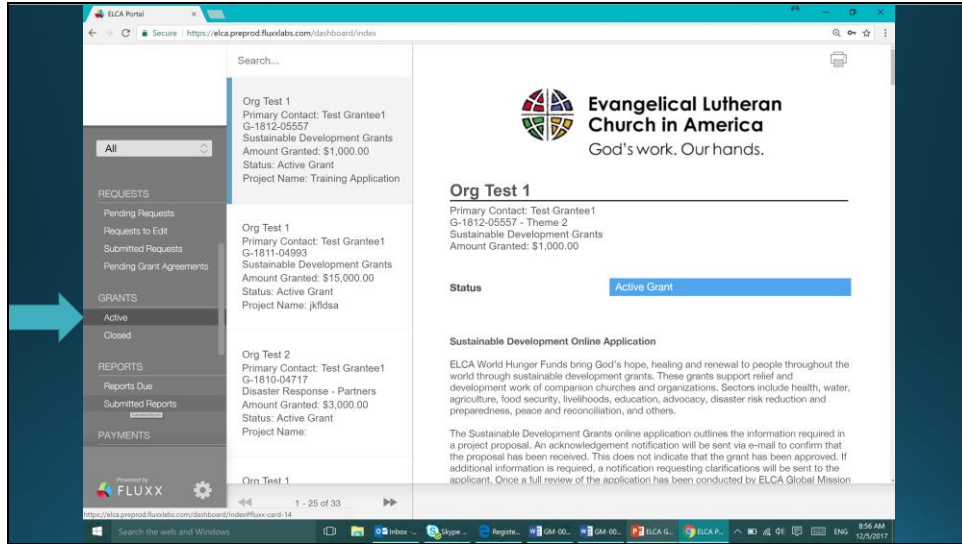 ELCA Portal
Secure | https://elca.preprod.fluxxlabs.com/dashboard/index
All
REQUESTS
Pending Requests
Requests to Edit
Submitted Requests
Pending Grant Agreements
GRANTS
Active
Closed
REPORTS
Reports Due
Submitted Reports
Submitted Reports
PAYMENTS
Powered by
FLUXX
Search...
Org Test 1
Primary Contact: Test Grantee1
G-1812-05557
Sustainable Development Grants
Amount Granted: $1,000.00
Status: Active Grant
Project Name: Training Application
Org Test 1
Primary Contact: Test Grantee1
G-1811-04993
Sustainable Development Grants
Amount Granted: $15,000.00
Status: Active Grant
Project Name: jkfldsa
Org Test 2
Primary Contact: Test Grantee1
G-1810-04717
Disaster Response - Partners
Amount Granted: $3,000.00
Status: Active Grant
Project Name:
Org Test 1
1 - 25 of 33
Evangelical Lutheran
Church in America
God's work. Our hands.
Org Test 1
Primary Contact: Test Grantee1
G-1812-05557 - Theme 2
Sustainable Development Grants
Amount Granted: $1,000.00
Status
Active Grant
Sustainable Development Online Application
ELCA World Hunger Funds bring God's hope, healing and renewal to people throughout the
world through sustainable development grants. These grants support relief and
development work of companion churches and organizations. Sectors include health, water,
agriculture, food security, livelihoods, education, advocacy, disaster risk reduction and
preparedness, peace and reconciliation, and others.
The Sustainable Development Grants online application outlines the information required in
a project proposal. An acknowledgement notification will be sent via e-mail to confirm that
the proposal has been received. This does not indicate that the grant has been approved. If
additional information is required, a notification requesting clarifications will be sent to the
applicant. Once a full review of the application has been conducted by ELCA Global Mission
https://elca.preprod.fluxxlabs.com/dashboard/index#fluxx-card-14
Search the web and Windows
Inbox -...
Skype ...
Registe...
GM-00...
GM-00...
ELCA G...
ELCA P...
ENG
8:56 AM
12/5/2017